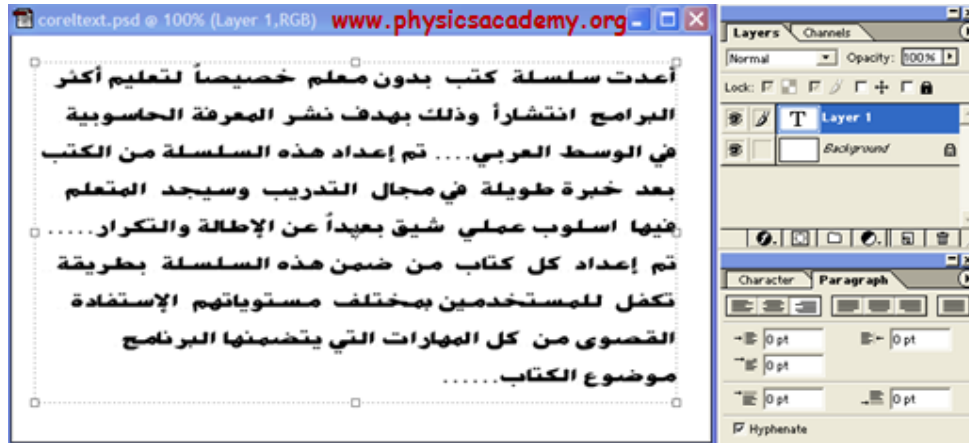 coreltext.psd @ 100% (Layer 1,RGB)
www.physicsacademy.org
أعدت سلسلة كتب بدون معلم خصيصاً لتعليم أكثر
البرامج انتشاراً وذلك بهدف نشر المعرفة الحاسوبية
في الوسط العربي.... تم إعداد هذه السلسلة من الكتب
بعد خبرة طويلة في مجال التدريب وسيجد المتعلم
فيها اسلوب عملي شيق بعيداً عن الإطالة والتكرار.....
تم إعداد كل كتاب من ضمن هذه السلسلة بطريقة
تكفل للمستخدمين بمختلف مستوياتهم الإستفادة
القصوى من كل المهارات التي يتضمنها البرنامج
موضوع الكتاب......
Layers Channels
Normal Opacity: 100%
Lock:
T Layer 1
Background
Character Paragraph
0 pt 0 pt
0 pt
0 pt 0 pt
Hyphenate